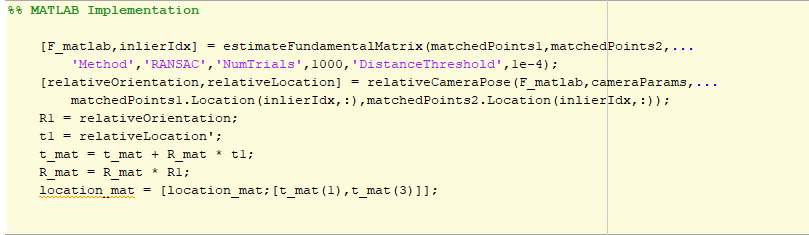 %% MATLAB Implementation
[F_matlab,inlierIdx] = estimateFundamentalMatrix(matchedPoints1,matchedPoints2,...
'Method','RANSAC','NumTrials',1000,'DistanceThreshold',1e-4);
[relativeOrientation,relativeLocation] = relativeCameraPose(F_matlab,cameraParams,...
matchedPoints1.Location(inlierIdx,:),matchedPoints2.Location(inlierIdx,:));
R1 = relativeOrientation;
t1 = relativeLocation';
t_mat = t_mat + R_mat * t1;
R_mat = R_mat * R1;
location_mat = [location_mat;[t_mat(1),t_mat(3)]];